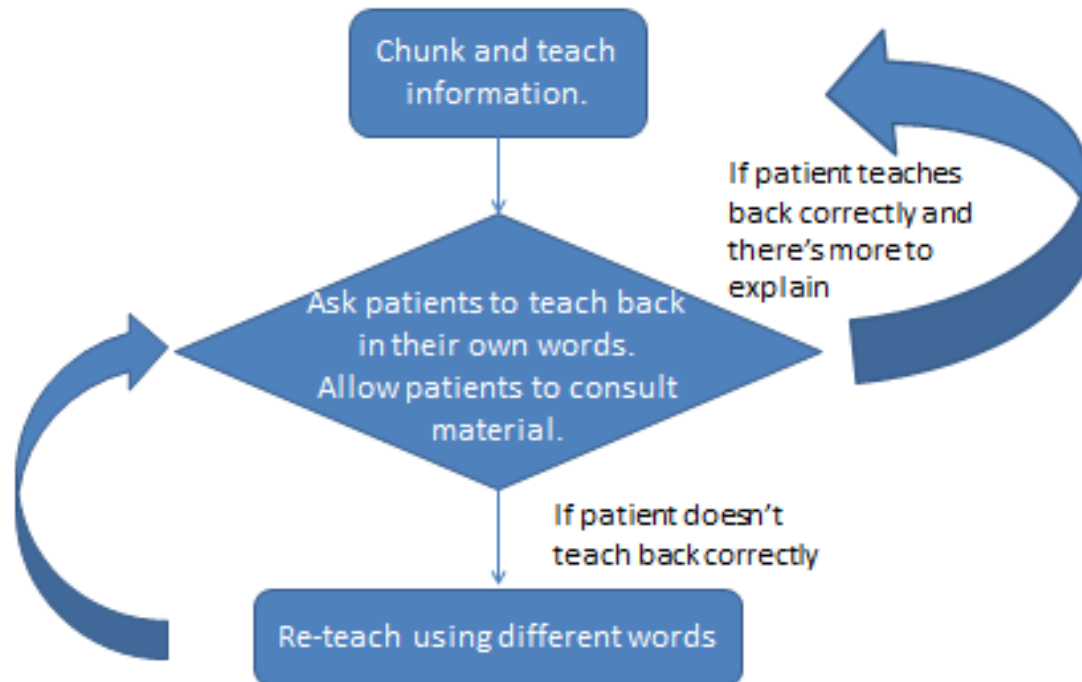 Chunk and teach
information.
If patient teaches
back correctly and
there's more to
explain
Ask patients to teach back
in their own words.
Allow patients to consult
material.
If patient doesn't
teach back correctly
Re-teach using different words